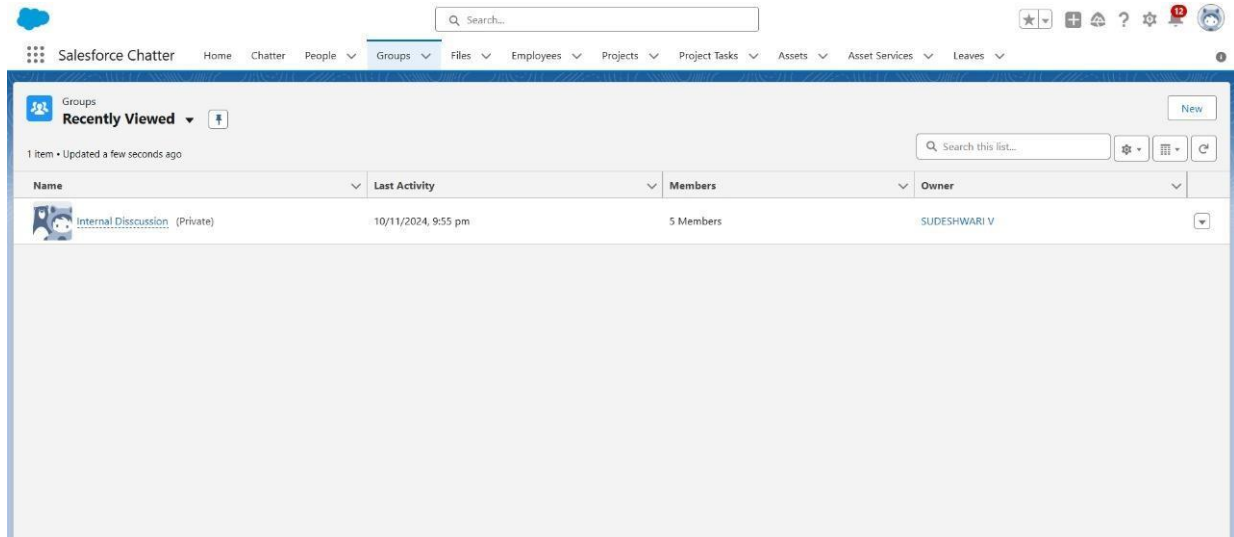 Search...
12
Salesforce Chatter Home Chatter People Groups Files Employees Projects Project Tasks Assets Asset Services Leaves
Groups
Recently Viewed
New
1 item • Updated a few seconds ago
Search this list...
Name Last Activity Members Owner
Internal Disscussion (Private) 10/11/2024, 9:55 pm 5 Members SUDESHWARI V